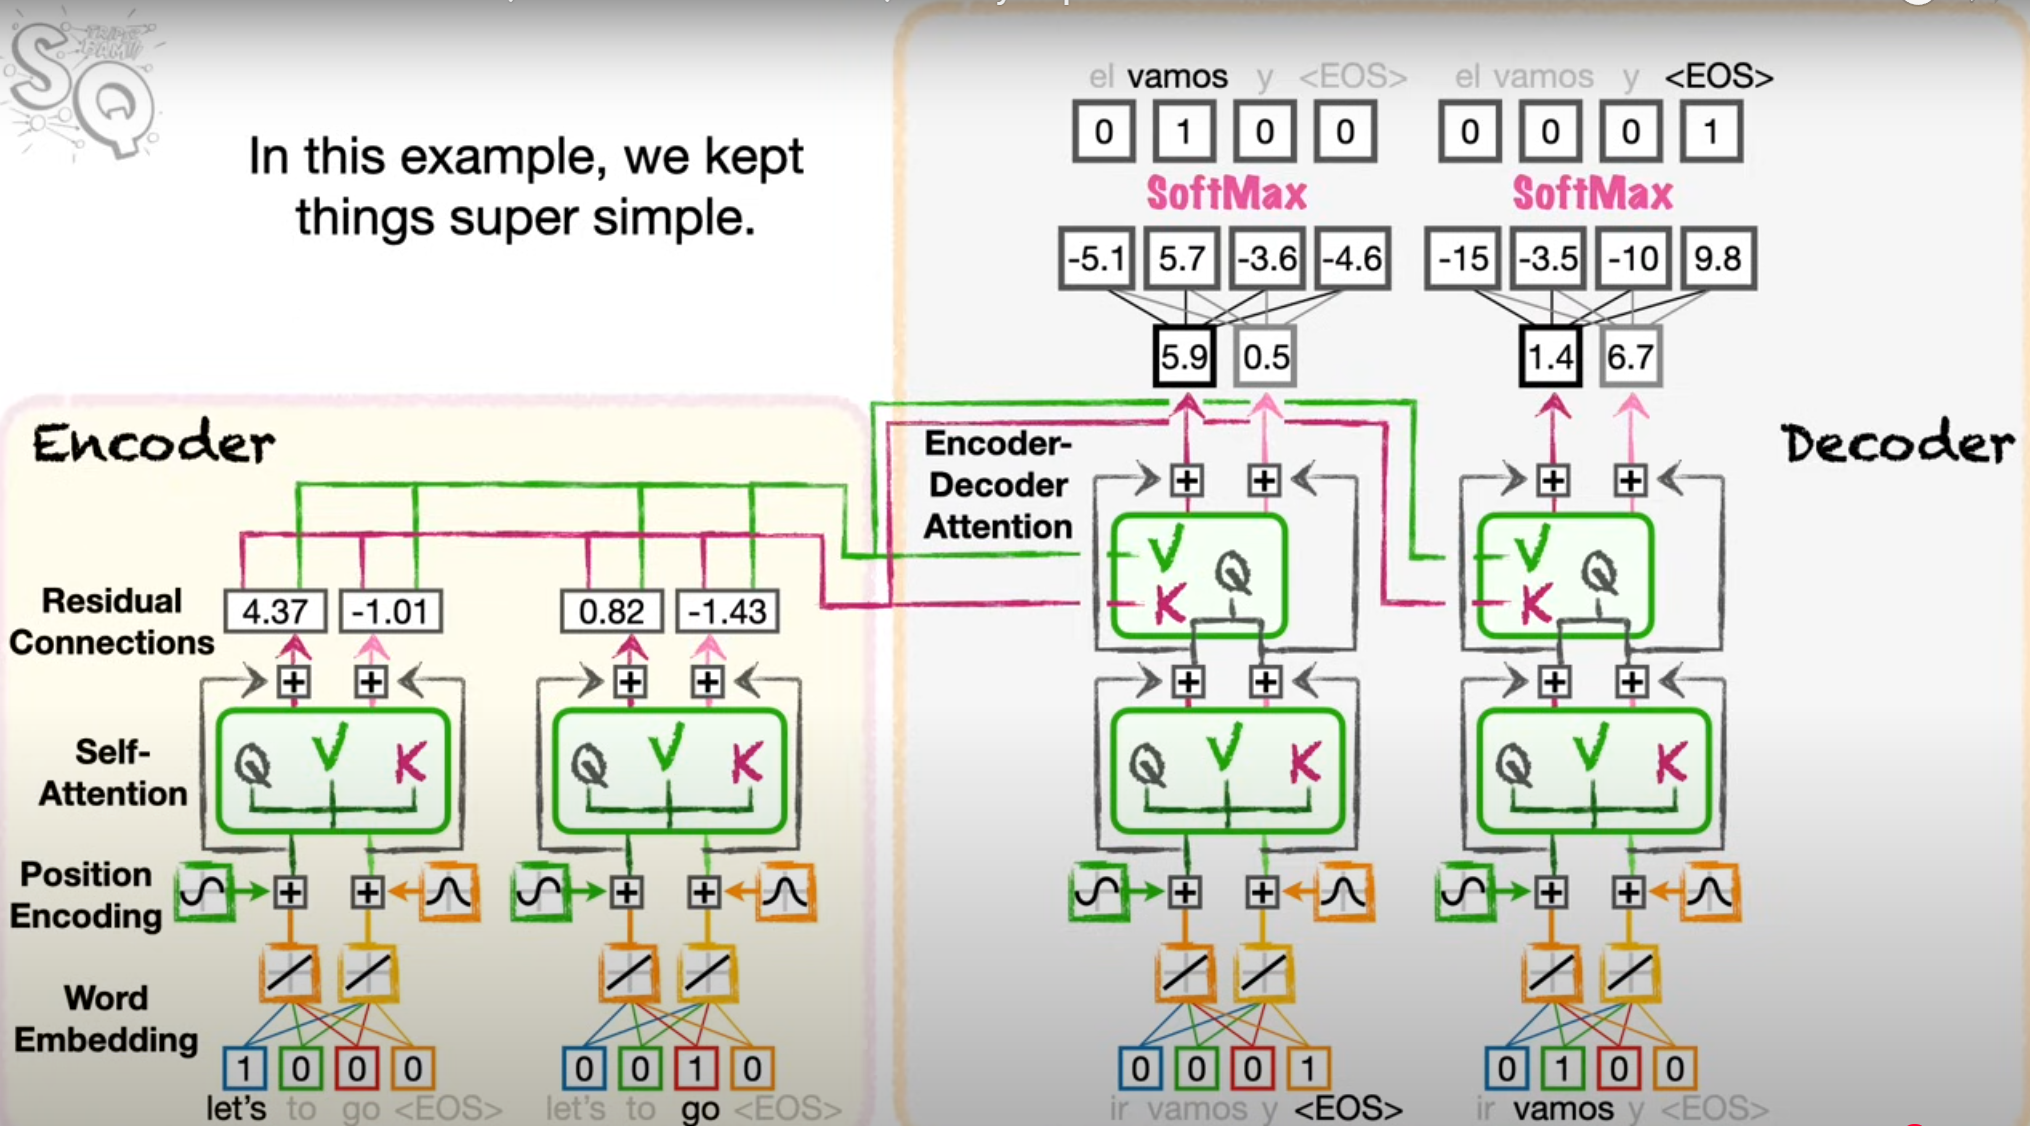 SQ
TRIPLE
BAM!!!
In this example, we kept
things super simple.
el vamos y <EOS>
el vamos y <EOS>
0 1 0 0
0 0 0 1
SoftMax
SoftMax
-5.1 5.7 -3.6 -4.6
-15 -3.5 -10 9.8
5.9 0.5
1.4 6.7
Encoder
Encoder-
Decoder
Attention
Decoder
+ +
+ +
V K Q
V K Q
Residual
Connections
4.37 -1.01
0.82 -1.43
+ +
+ +
+ +
+ +
Self-
Attention
Q V K
Q V K
Q V K
Q V K
Position
Encoding
+ +
+ +
+ +
+ +
Word
Embedding
1 0 0 0
0 0 1 0
0 0 0 1
0 1 0 0
let's to go <EOS>
let's to go <EOS>
ir vamos y <EOS>
ir vamos y <EOS>